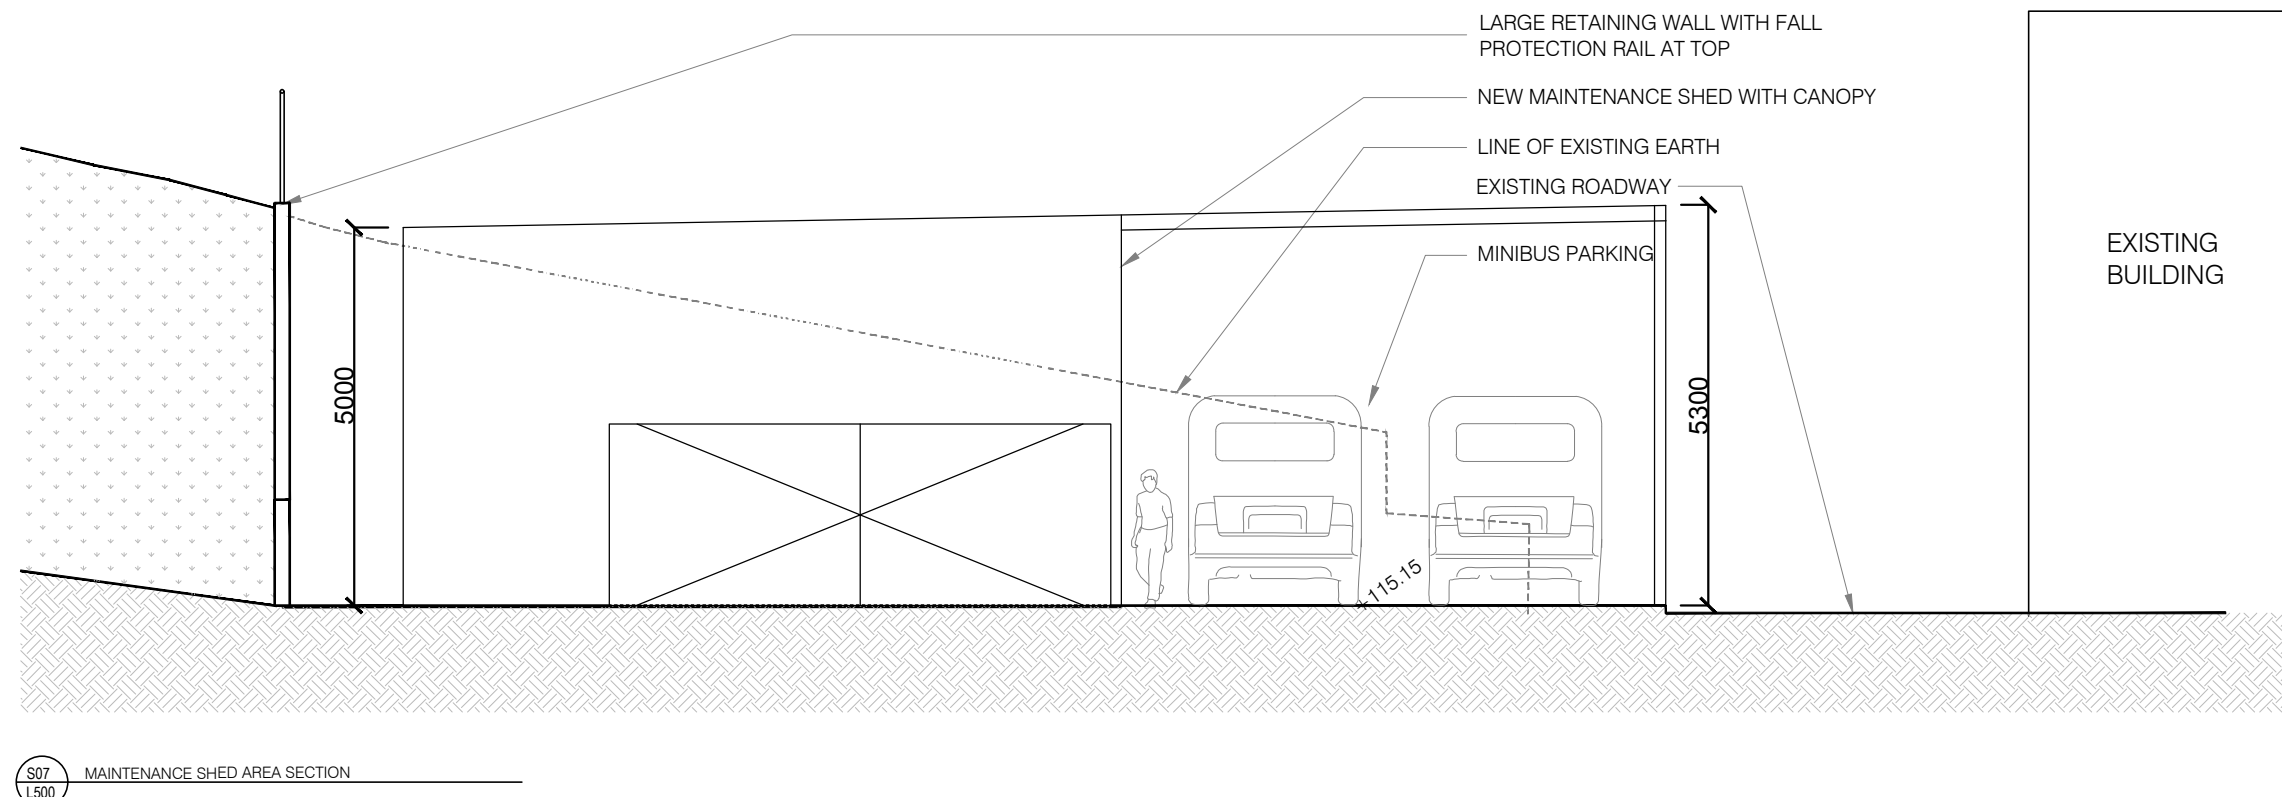 LARGE RETAINING WALL WITH FALL
PROTECTION RAIL AT TOP
NEW MAINTENANCE SHED WITH CANOPY
LINE OF EXISTING EARTH
EXISTING ROADWAY
EXISTING
BUILDING
MINIBUS PARKING
5000
5300
+115.15
S07
MAINTENANCE SHED AREA SECTION
L500